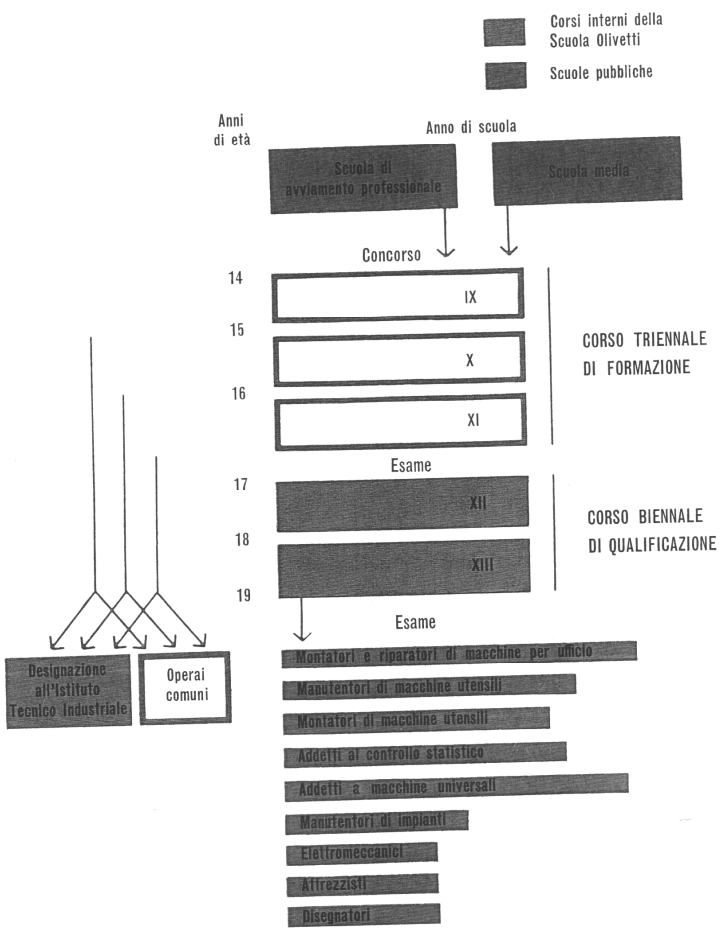 Corsi interni della
Scuola Olivetti
Scuole pubbliche
Anni
di età
Anno di scuola
Scuola di
avviamento professionale
Scuola media
Concorso
14
IX
15
X
CORSO TRIENNALE
DI FORMAZIONE
16
XI
Esame
17
XII
CORSO BIENNALE
DI QUALIFICAZIONE
18
XIII
19
Esame
Designazione
all'Istituto
Tecnico Industriale
Operai
comuni
Montatori e riparatori di macchine per ufficio
Manutentori di macchine utensili
Montatori di macchine utensili
Addetti al controllo statistico
Addetti a macchine universali
Manutentori di impianti
Elettromeccanici
Attrezzisti
Disegnatori